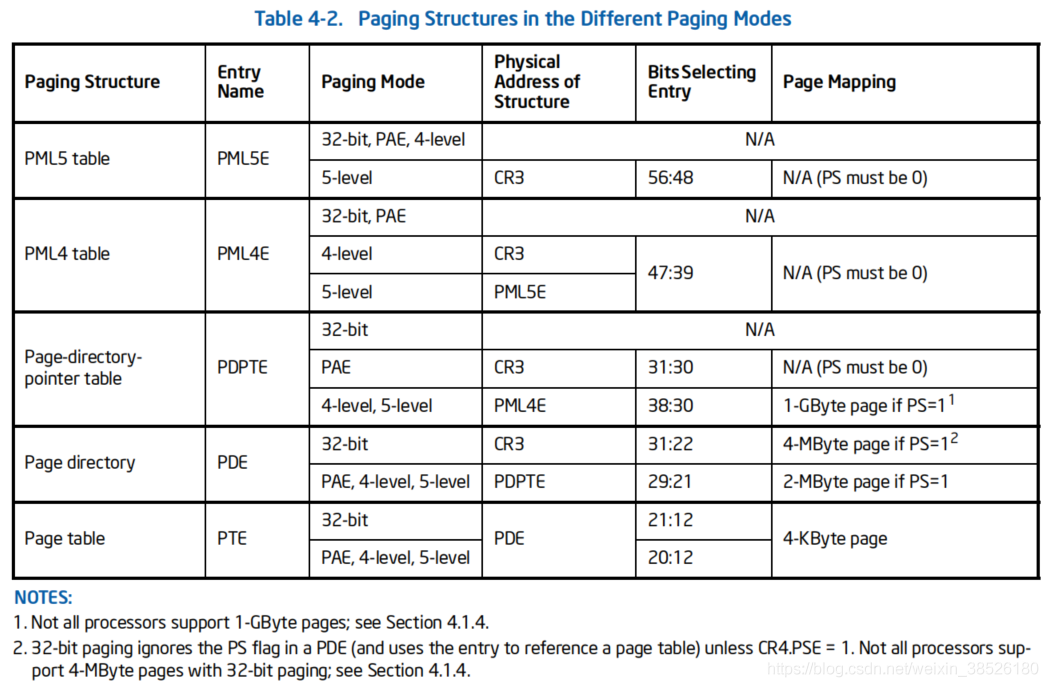 Table 4-2. Paging Structures in the Different Paging Modes
Paging Structure
Entry
Name
Paging Mode
Physical
Address of
Structure
Bits Selecting
Entry
Page Mapping
PML5 table
PML5E
32-bit, PAE, 4-level
N/A
5-level
CR3
56:48
N/A (PS must be 0)
PML4 table
PML4E
32-bit, PAE
N/A
4-level
CR3
47:39
N/A (PS must be 0)
5-level
PML5E
Page-directory-
pointer table
PDPTE
32-bit
N/A
PAE
CR3
31:30
N/A (PS must be 0)
4-level, 5-level
PML4E
38:30
1-GByte page if PS=1¹
Page directory
PDE
32-bit
CR3
31:22
4-MByte page if PS=1²
PAE, 4-level, 5-level
PDPTE
29:21
2-MByte page if PS=1
Page table
PTE
32-bit
PDE
21:12
4-KByte page
PAE, 4-level, 5-level
20:12
NOTES:
1. Not all processors support 1-GByte pages; see Section 4.1.4.
2. 32-bit paging ignores the PS flag in a PDE (and uses the entry to reference a page table) unless CR4.PSE = 1. Not all processors sup-
port 4-MByte pages with 32-bit paging; see Section 4.1.4.
https://blog.csdn.net/weixin_38526180